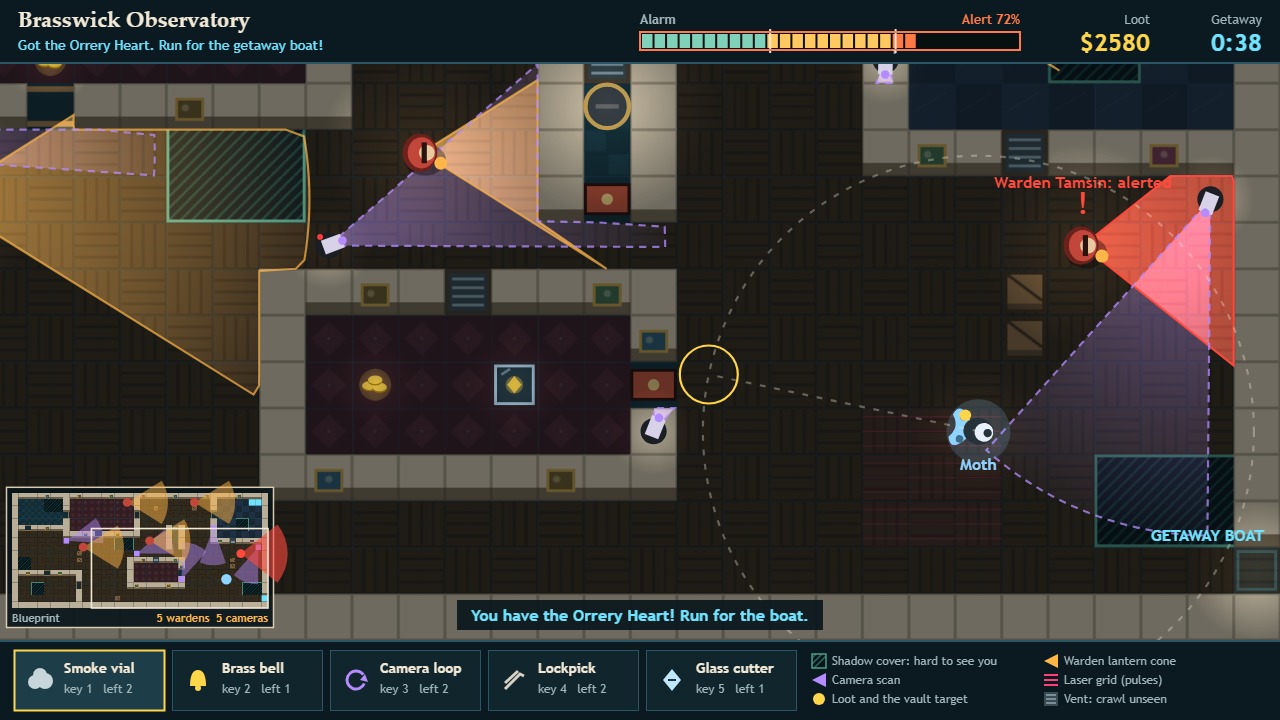 Brasswick Observatory
Got the Orrery Heart. Run for the getaway boat!
Alarm
Alert 72%
Loot
$2580
Getaway
0:38
Warden Tamsin: alerted
!
Moth
GETAWAY BOAT
Blueprint
5 wardens 5 cameras
You have the Orrery Heart! Run for the boat.
Smoke vial
key 1 left 2
Brass bell
key 2 left 1
Camera loop
key 3 left 2
Lockpick
key 4 left 2
Glass cutter
key 5 left 1
Shadow cover: hard to see you
Camera scan
Loot and the vault target
Warden lantern cone
Laser grid (pulses)
Vent: crawl unseen